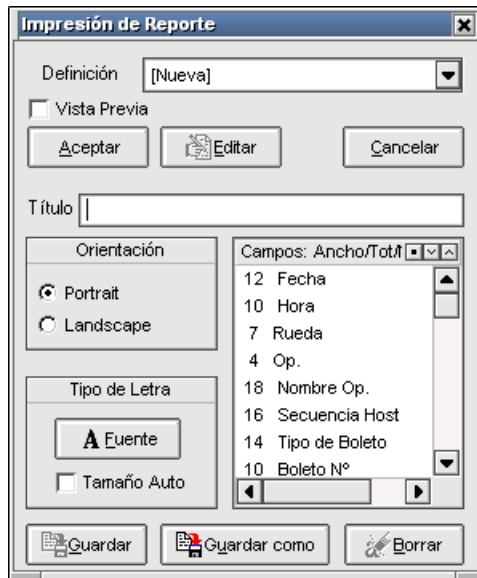 Impresión de Reporte
Definición [Nueva]
Vista Previa
Aceptar Editar Cancelar
Título
Orientación
Portrait
Landscape
Tipo de Letra
A Fuente
Tamaño Auto
Campos: Ancho/Tot/
12 Fecha
10 Hora
7 Rueda
4 Op.
18 Nombre Op.
16 Secuencia Host
14 Tipo de Boleto
10 Boleto Nº
Guardar Guardar como Borrar